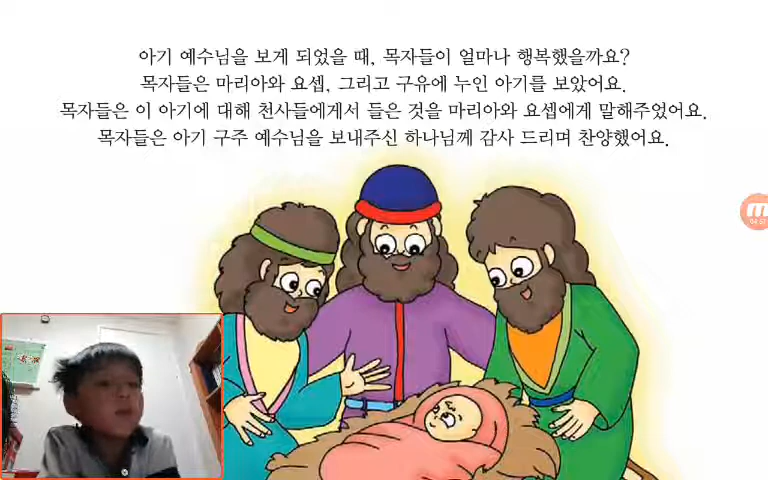 아기 예수님을 보게 되었을 때, 목자들이 얼마나 행복했을까요?
목자들은 마리아와 요셉, 그리고 구유에 누인 아기를 보았어요.
목자들은 이 아기에 대해 천사들에게서 들은 것을 마리아와 요셉에게 말해주었어요.
목자들은 아기 구주 예수님을 보내주신 하나님께 감사 드리며 찬양했어요.